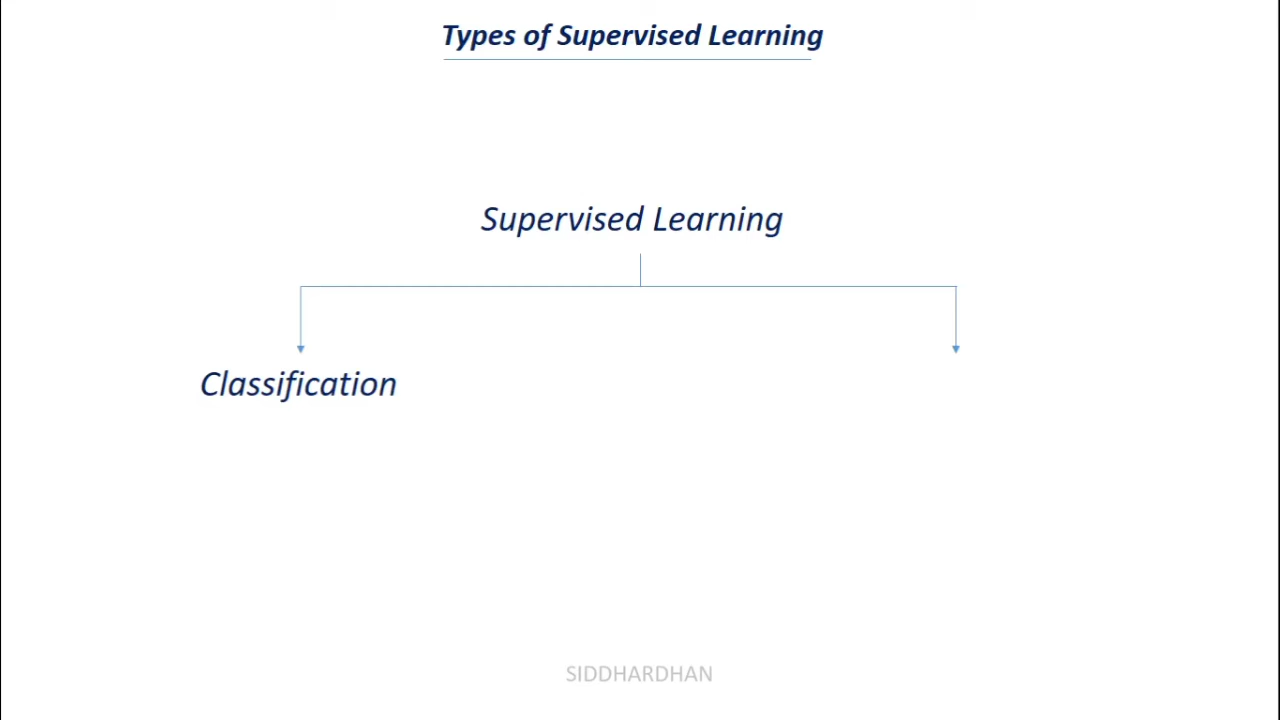 Types of Supervised Learning
Supervised Learning
Classification
SIDDHARDHAN